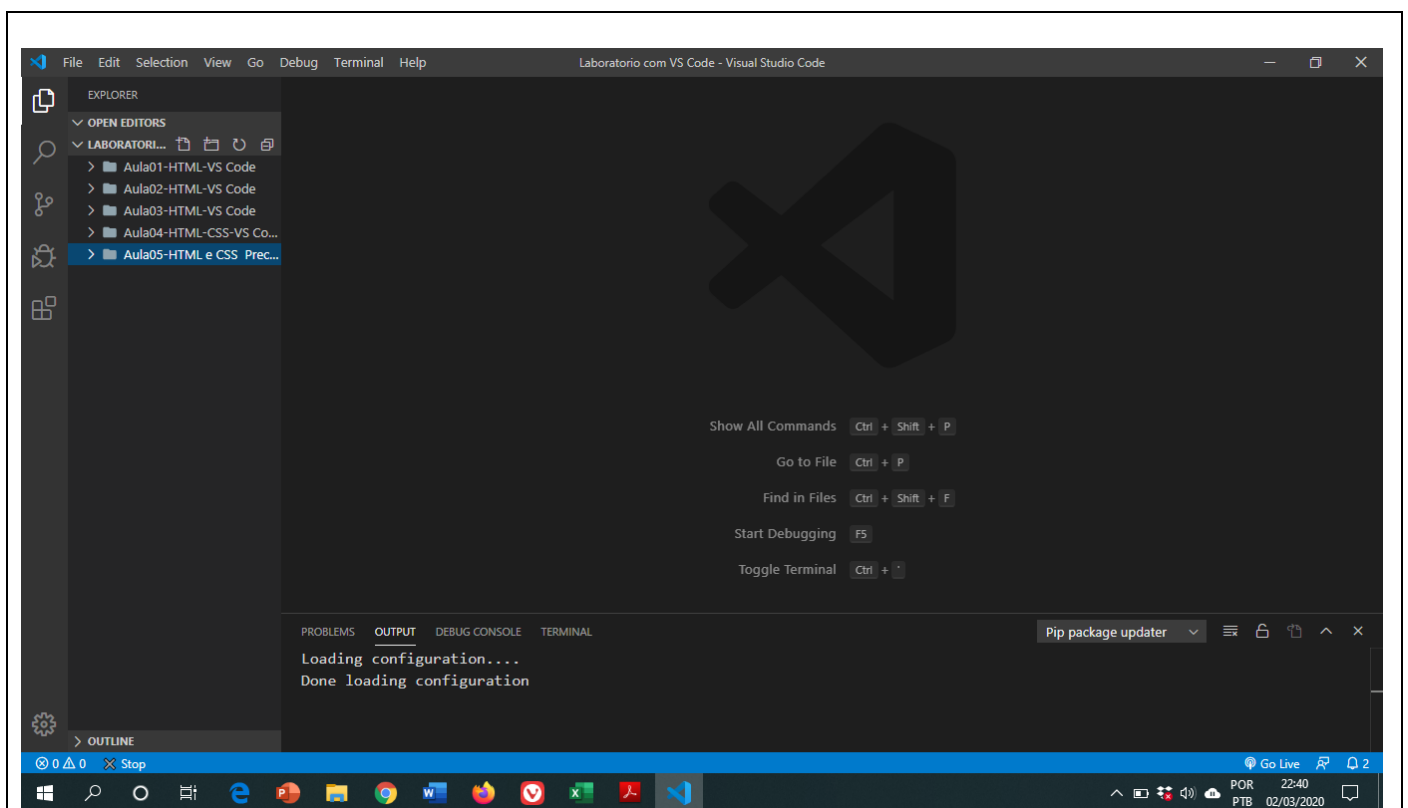 File Edit Selection View Go Debug Terminal Help Laboratorio com VS Code - Visual Studio Code
EXPLORER
OPEN EDITORS
LABORATORI...
Aula01-HTML-VS Code
Aula02-HTML-VS Code
Aula03-HTML-VS Code
Aula04-HTML-CSS-VS Co...
Aula05-HTML e CSS Prec...
Show All Commands Ctrl + Shift + P
Go to File Ctrl + P
Find in Files Ctrl + Shift + F
Start Debugging F5
Toggle Terminal Ctrl + `
PROBLEMS OUTPUT DEBUG CONSOLE TERMINAL Pip package updater
Loading configuration....
Done loading configuration
OUTLINE
0 0 Stop Go Live 2
POR 22:40
PTB 02/03/2020